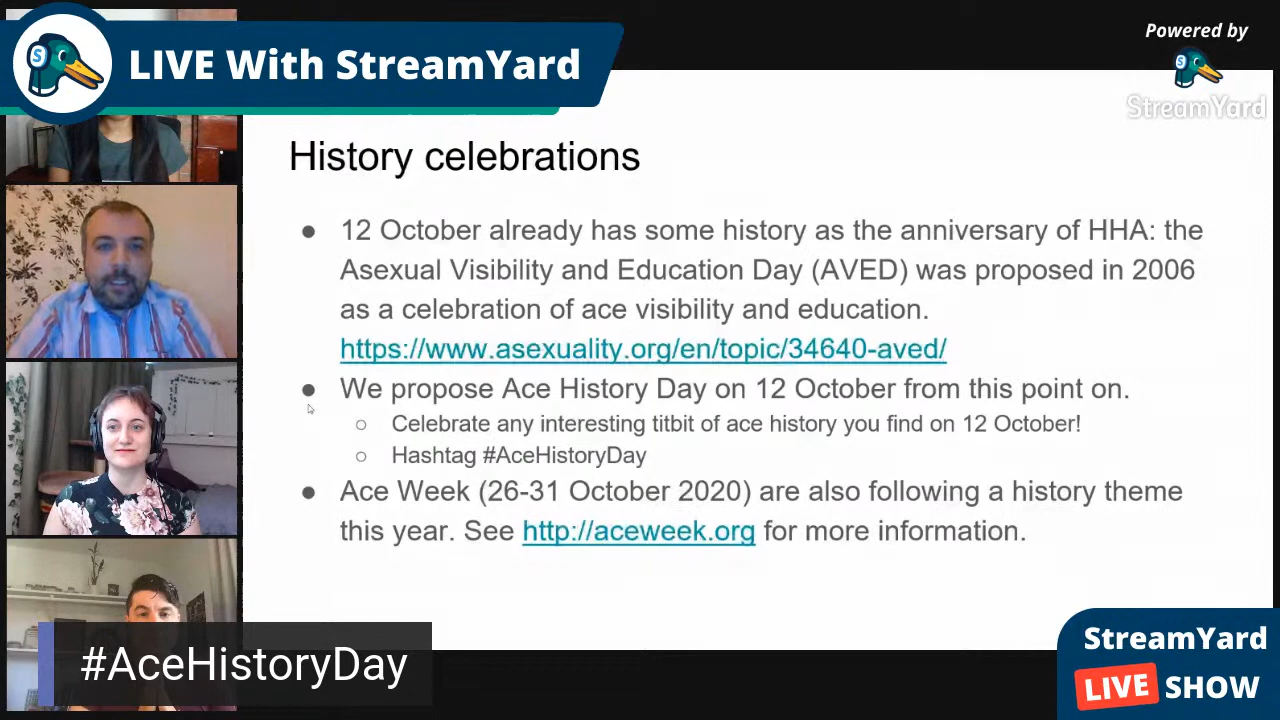 LIVE With StreamYard
Powered by
StreamYard
History celebrations
12 October already has some history as the anniversary of HHA: the
Asexual Visibility and Education Day (AVED) was proposed in 2006
as a celebration of ace visibility and education.
https://www.asexuality.org/en/topic/34640-aved/
We propose Ace History Day on 12 October from this point on.
Celebrate any interesting titbit of ace history you find on 12 October!
Hashtag #AceHistoryDay
Ace Week (26-31 October 2020) are also following a history theme
this year. See http://aceweek.org for more information.
#AceHistoryDay
StreamYard
LIVE SHOW